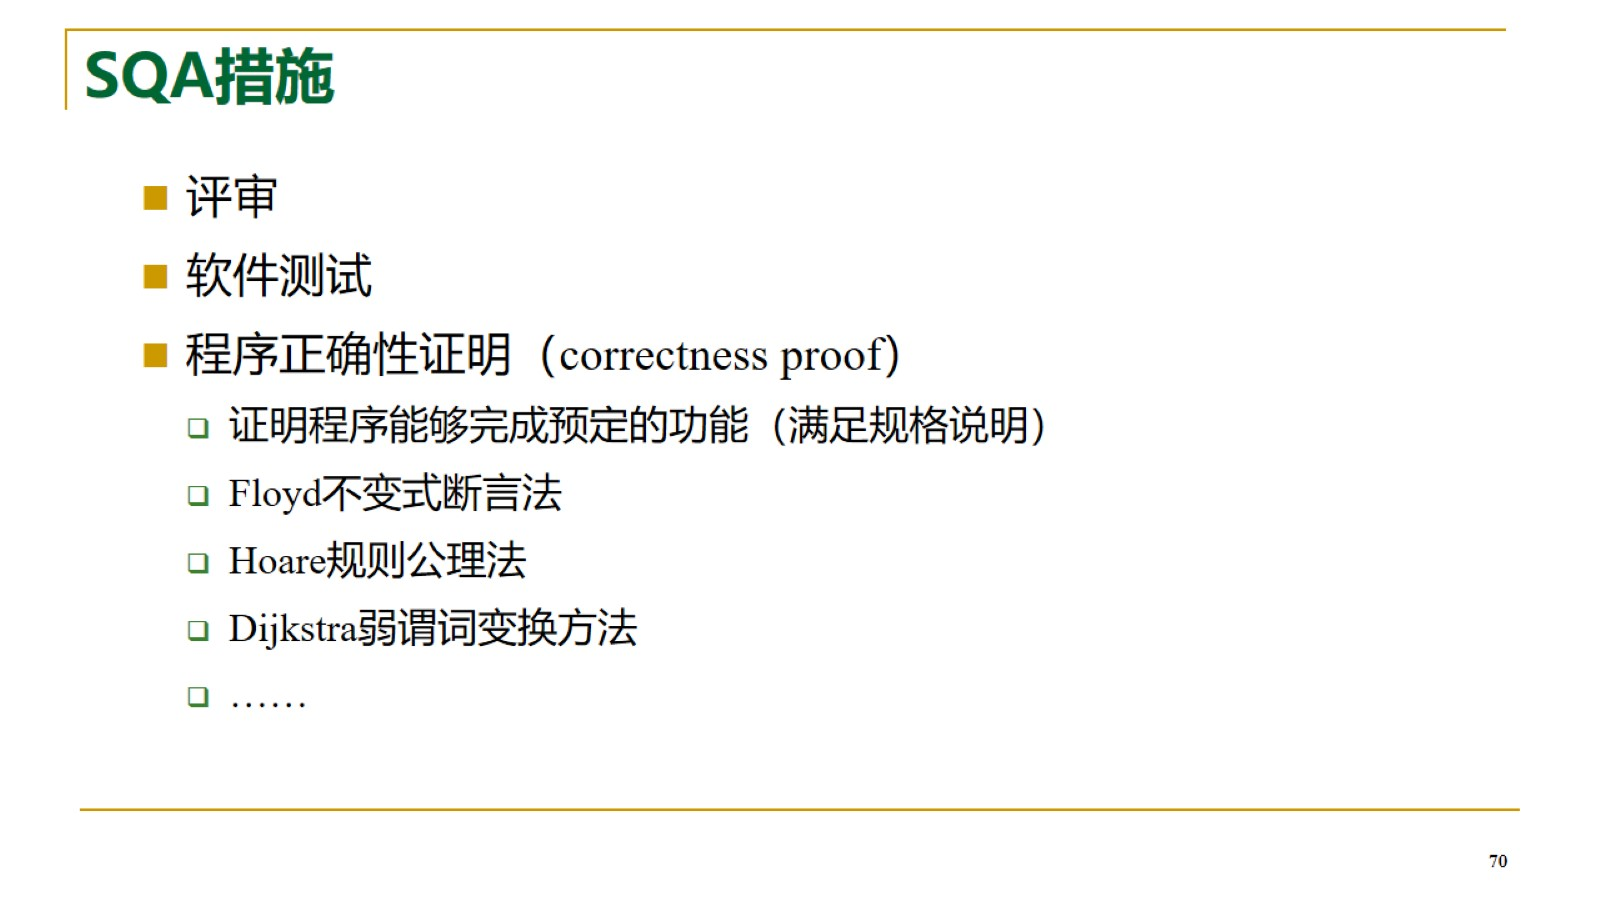 SQA措施
评审
软件测试
程序正确性证明（correctness proof）
证明程序能够完成预定的功能（满足规格说明）
Floyd不变式断言法
Hoare规则公理法
Dijkstra弱谓词变换方法
……
70